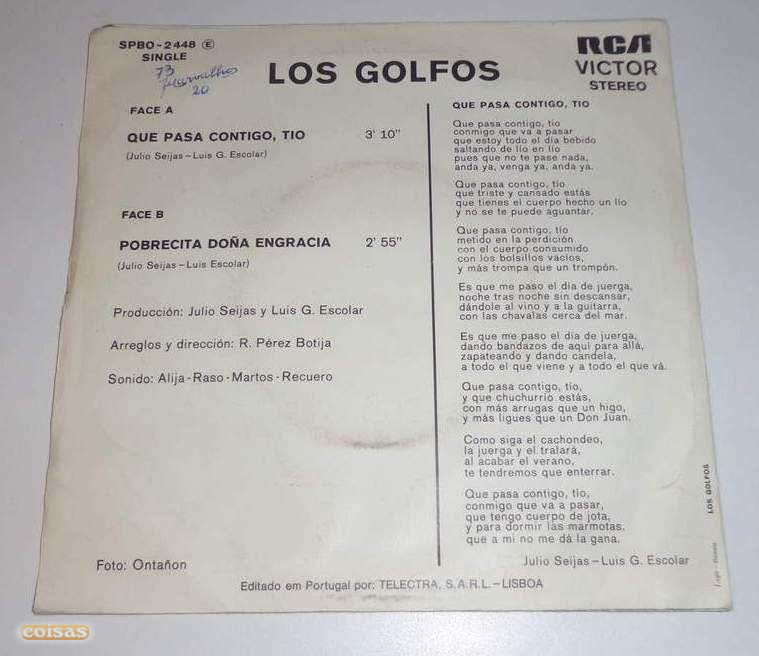 SPBO-2448 Ⓔ
SINGLE
73
20
LOS GOLFOS
RCA
VICTOR
STEREO
FACE A
QUE PASA CONTIGO, TIO 3' 10"
(Julio Seijas-Luis G. Escolar)
FACE B
POBRECITA DOÑA ENGRACIA 2' 55"
(Julio Seijas-Luis Escolar)
Producción: Julio Seijas y Luis G. Escolar
Arreglos y dirección: R. Pérez Botija
Sonido: Alija-Raso-Martos-Recuero
Foto: Ontañon
QUE PASA CONTIGO, TIO
Que pasa contigo, tío
conmigo que va a pasar
que estoy todo el día bebido
saltando de lío en lío
pues que no te pase nada,
anda ya, venga ya, anda ya.
Que pasa contigo, tío
que triste y cansado estás
que tienes el cuerpo hecho un lío
y no se te puede aguantar.
Que pasa contigo, tío
metido en la perdición
con el cuerpo consumido
con los bolsillos vacíos,
y más trompa que un trompón.
Es que me paso el día de juerga,
noche tras noche sin descansar,
dándole al vino y a la guitarra,
con las chavalas cerca del mar.
Es que me paso el día de juerga,
dando bandazos de aquí para allá,
zapateando y dando candela,
a todo el que viene y a todo el que vá.
Que pasa contigo, tío,
y que chuchurrío estás,
con más arrugas que un higo,
y más ligues que un Don Juan.
Como siga el cachondeo,
la juerga y el tralará,
al acabar el verano,
te tendremos que enterrar.
Que pasa contigo, tío,
conmigo que va a pasar,
que tengo cuerpo de jota,
y para dormir las marmotas,
que a mi no me dá la gana.
Julio Seijas-Luis G. Escolar
LOS GOLFOS
Editado em Portugal por: TELECTRA, S.A.R.L.-LISBOA
coisas